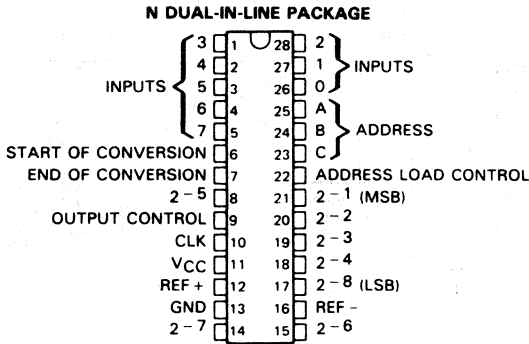 N DUAL-IN-LINE PACKAGE
3 1 28 2
4 2 27 1 INPUTS
INPUTS 5 3 26 0
6 4 25 A
7 5 24 B ADDRESS
START OF CONVERSION 6 23 C
END OF CONVERSION 7 22 ADDRESS LOAD CONTROL
2-5 8 21 2-1 (MSB)
OUTPUT CONTROL 9 20 2-2
CLK 10 19 2-3
VCC 11 18 2-4
REF+ 12 17 2-8 (LSB)
GND 13 16 REF-
2-7 14 15 2-6